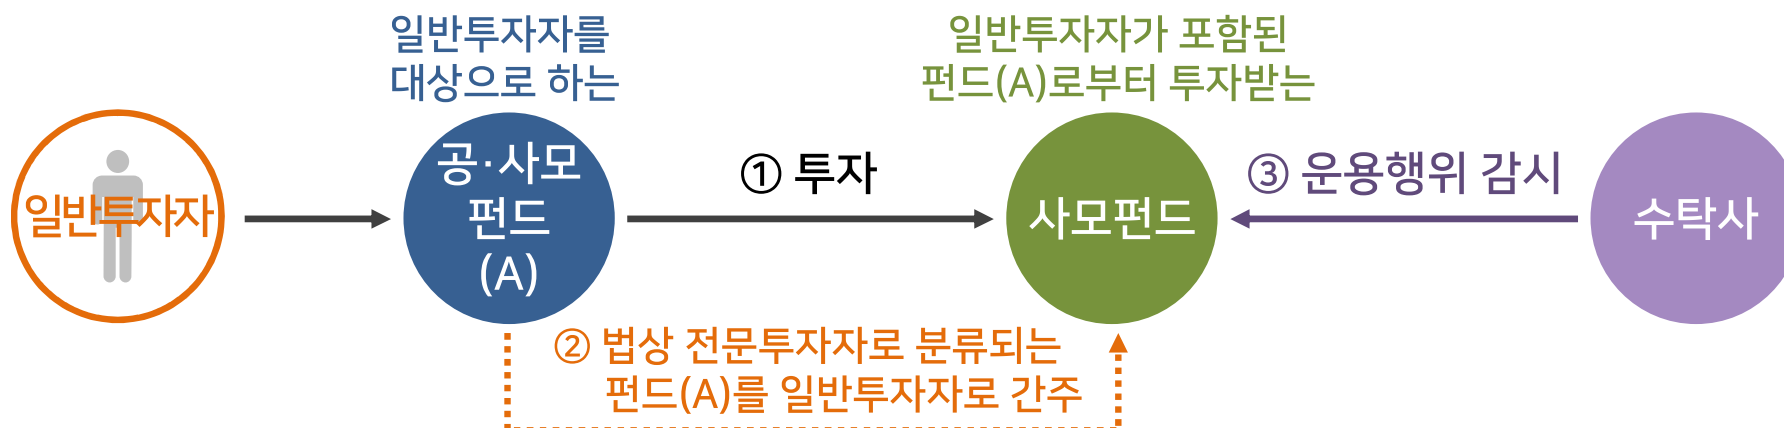 일반투자자를
대상으로 하는
일반투자자가 포함된
펀드(A)로부터 투자받는
일반투자자
공·사모
펀드
(A)
① 투자
사모펀드
③ 운용행위 감시
수탁사
② 법상 전문투자자로 분류되는
펀드(A)를 일반투자자로 간주